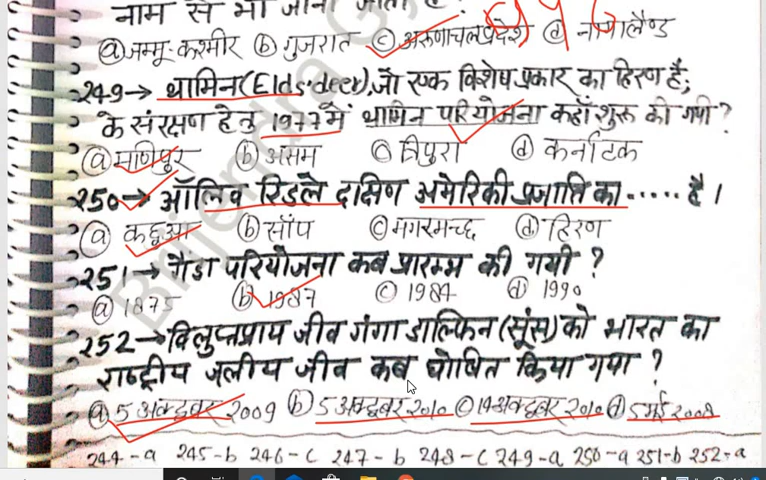 नाम से भी जाना जाता है ?
(a) जम्मू-कश्मीर (b) गुजरात (c) अरुणाचल प्रदेश (d) नागालैण्ड
249→ थामिन(Elds'deer),जो एक विशेष प्रकार का हिरण है;
के संरक्षण हेतु 1977 में थामिन परियोजना कहाँ शुरू की गयी?
(a) मणिपुर (b) असम (c) त्रिपुरा (d) कर्नाटक
250→ ऑलिव रिडले दक्षिण अमेरिकी प्रजाति का ..... है।
(a) कछुआ (b) साँप (c) मगरमच्छ (d) हिरण
251→ गैंडा परियोजना कब प्रारम्भ की गयी ?
(a) 1875 (b) 1987 (c) 1984 (d) 1990
252→ विलुप्तप्राय जीव गंगा डाल्फिन (सूंस) को भारत का
राष्ट्रीय जलीय जीव कब घोषित किया गया ?
(a) 5 अक्टूबर 2009 (b) 5 अक्टूबर 2010 (c) 19 अक्टूबर 2010 (d) 5 मई 2009
244-a 245-b 246-c 247-b 248-c 249-a 250-a 251-b 252-a
Brijendra